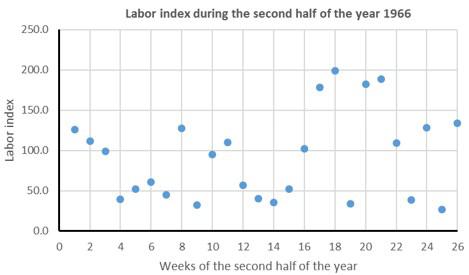 Labor index during the second half of the year 1966
250.0
200.0
150.0
100.0
50.0
0.0
Labor index
0 2 4 6 8 10 12 14 16 18 20 22 24 26
Weeks of the second half of the year